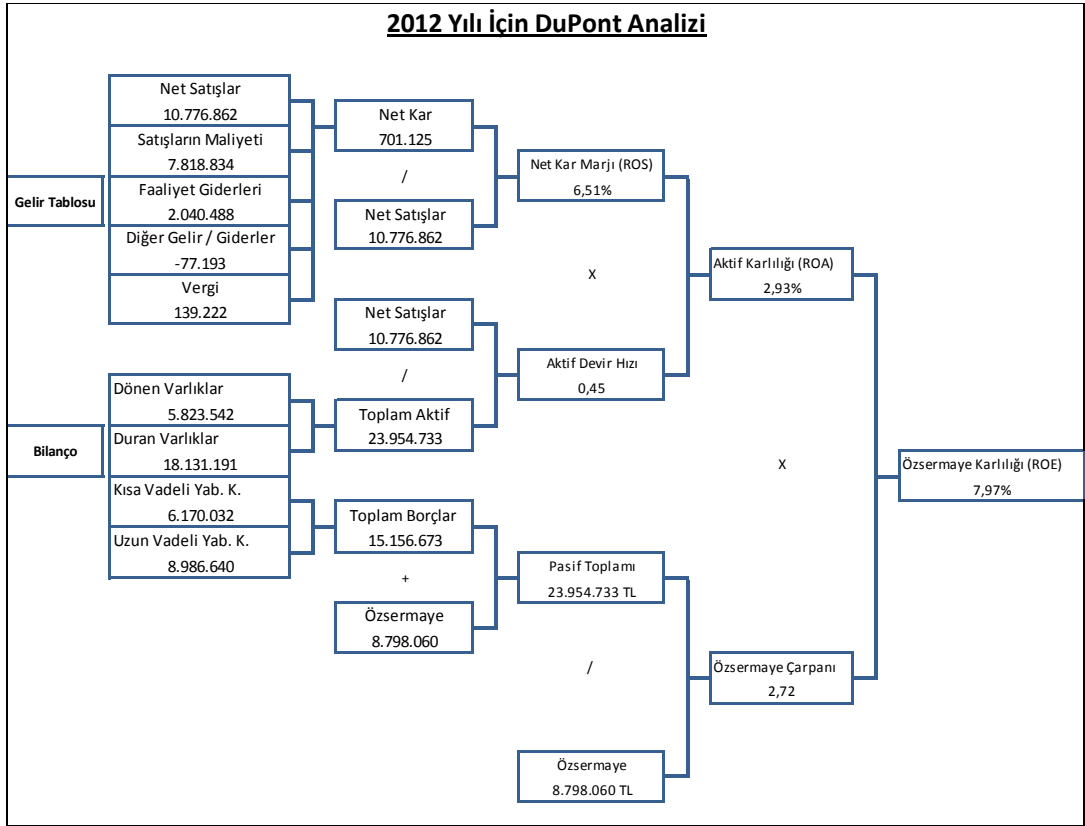 2012 Yılı İçin DuPont Analizi
Gelir Tablosu
Net Satışlar
10.776.862
Satışların Maliyeti
7.818.834
Faaliyet Giderleri
2.040.488
Diğer Gelir / Giderler
-77.193
Vergi
139.222
Net Kar
701.125
/
Net Satışlar
10.776.862
Net Kar Marjı (ROS)
6,51%
X
Net Satışlar
10.776.862
/
Toplam Aktif
23.954.733
Aktif Devir Hızı
0,45
Aktif Karlılığı (ROA)
2,93%
Bilanço
Dönen Varlıklar
5.823.542
Duran Varlıklar
18.131.191
Kısa Vadeli Yab. K.
6.170.032
Uzun Vadeli Yab. K.
8.986.640
Toplam Borçlar
15.156.673
+
Özsermaye
8.798.060
Pasif Toplamı
23.954.733 TL
/
Özsermaye
8.798.060 TL
X
Özsermaye Çarpanı
2,72
Özsermaye Karlılığı (ROE)
7,97%